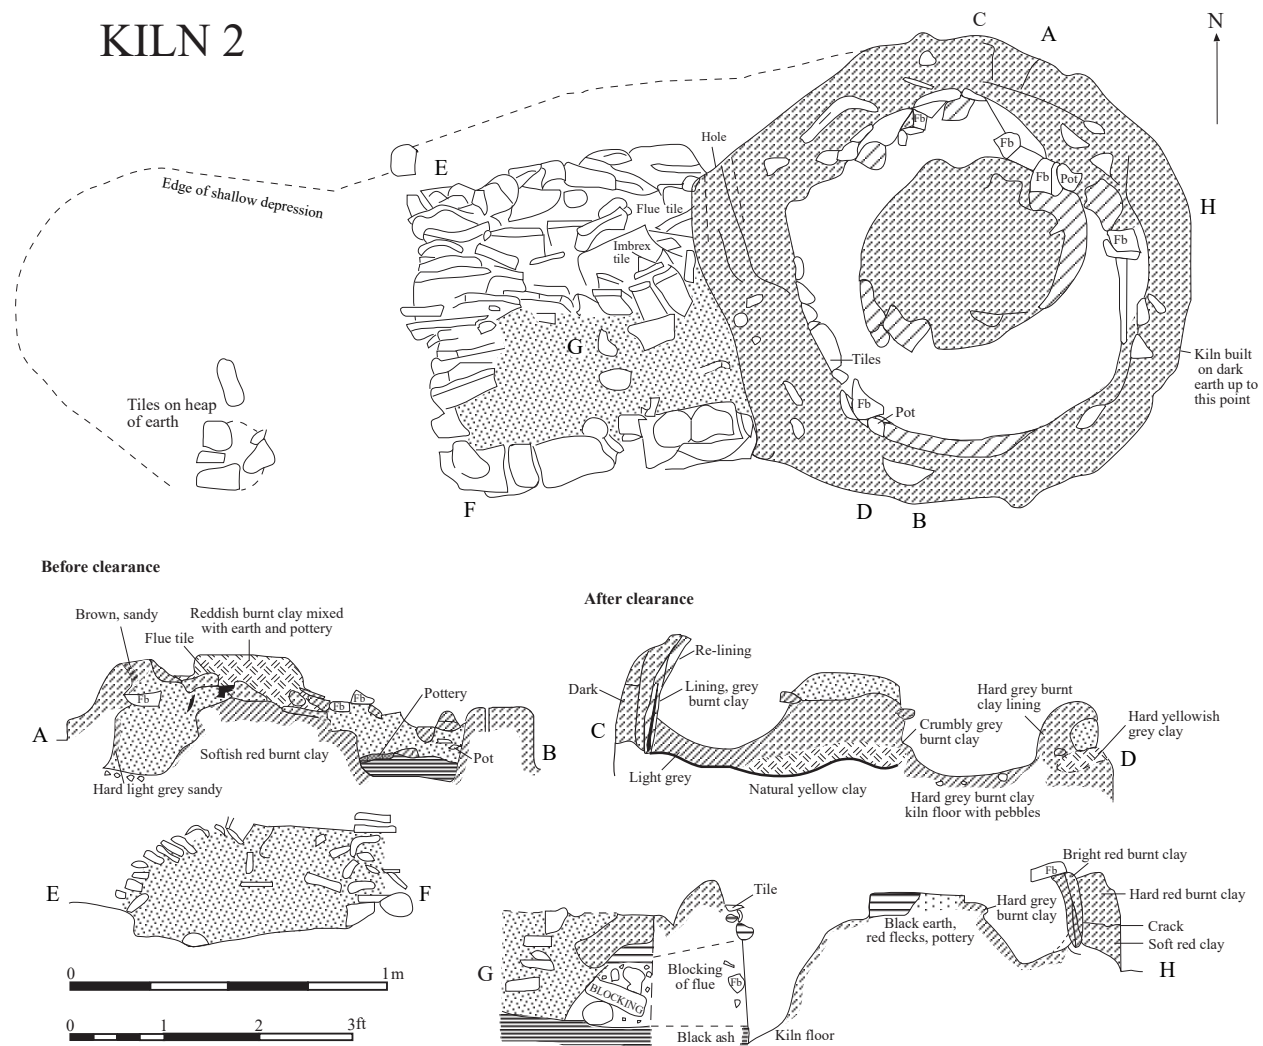 KILN 2
C
A
N
E
Hole
Fb
Fb
Fb
Pot
Edge of shallow depression
Flue tile
H
Imbrex
tile
Fb
G
Tiles
Kiln built
on dark
earth up to
this point
Tiles on heap
of earth
Fb
Pot
F
D
B
Before clearance
After clearance
Brown, sandy
Reddish burnt clay mixed
with earth and pottery
Flue tile
Re-lining
Dark
Lining, grey
burnt clay
Hard grey burnt
clay lining
Fb
Fb
Fb
Pottery
Hard yellowish
grey clay
A
Softish red burnt clay
Pot
B
C
Crumbly grey
burnt clay
D
Light grey
Natural yellow clay
Hard light grey sandy
Hard grey burnt clay
kiln floor with pebbles
E
F
Bright red burnt clay
Fb
Tile
Hard grey
burnt clay
Hard red burnt clay
Black earth,
red flecks, pottery
Crack
Soft red clay
G
Blocking
of flue
Fb
H
BLOCKING
0
1 m
0
1
2
3ft
Black ash
Kiln floor